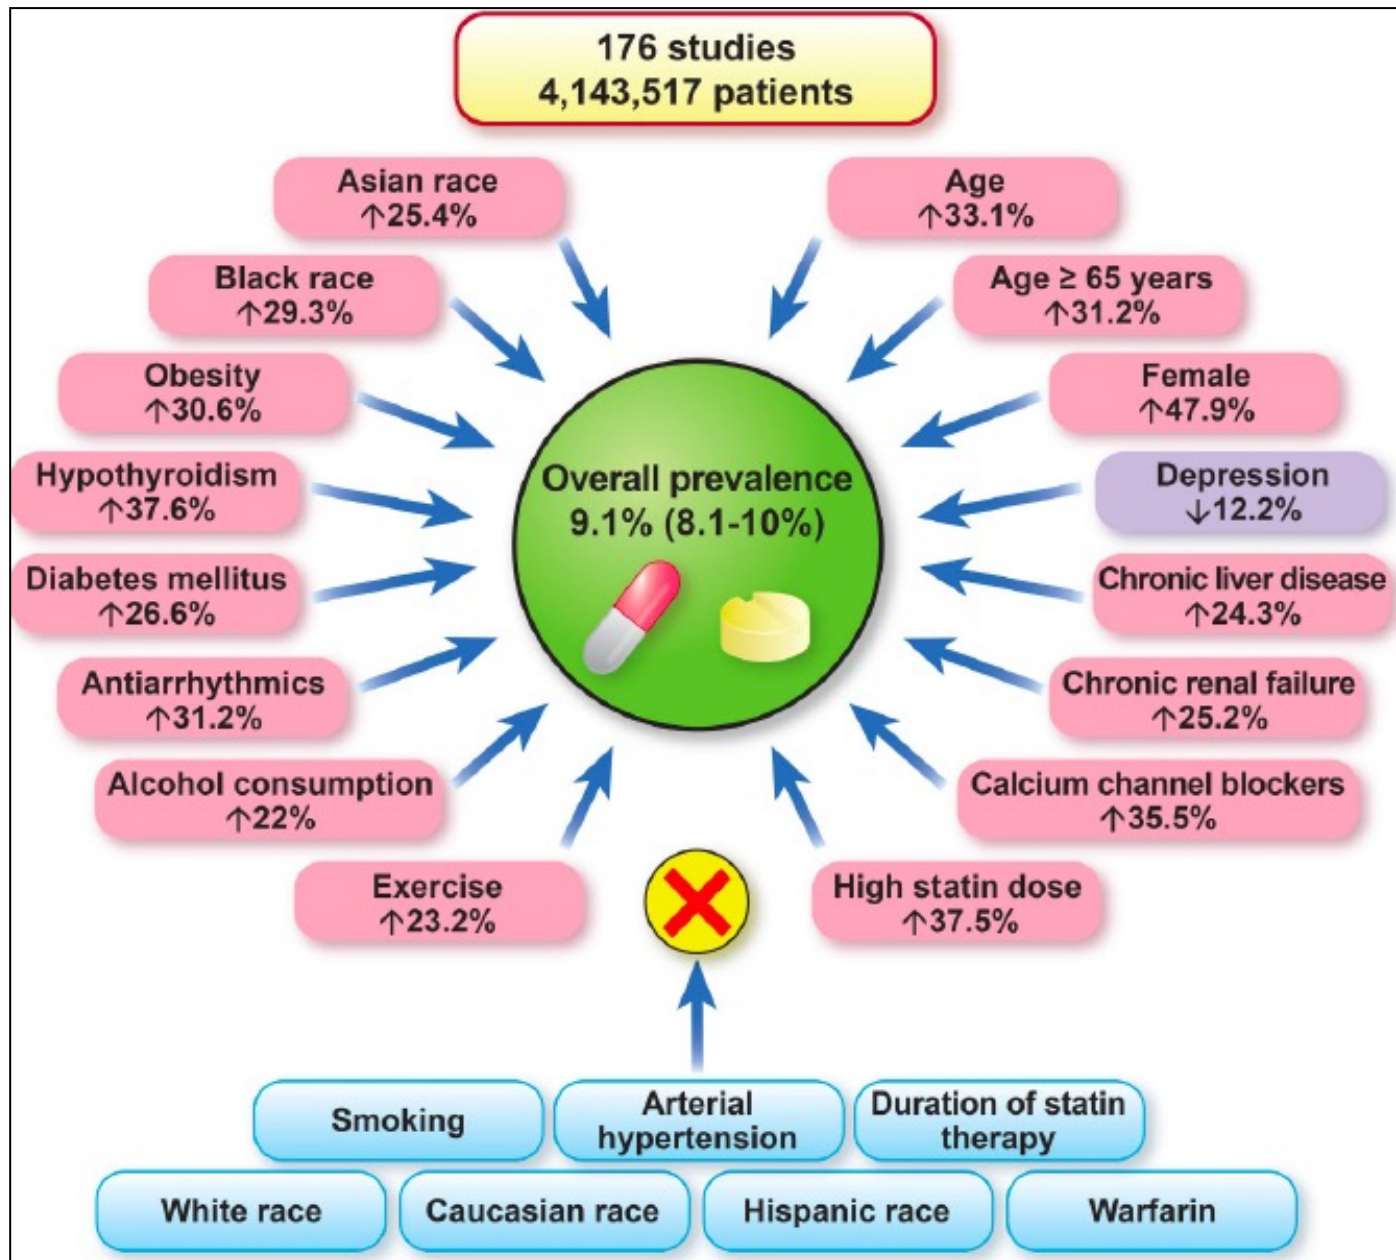 176 studies
4,143,517 patients
Asian race
↑25.4%
Age
↑33.1%
Black race
↑29.3%
Age ≥ 65 years
↑31.2%
Obesity
↑30.6%
Female
↑47.9%
Hypothyroidism
↑37.6%
Overall prevalence
9.1% (8.1-10%)
Depression
↓12.2%
Diabetes mellitus
↑26.6%
Chronic liver disease
↑24.3%
Antiarrhythmics
↑31.2%
Chronic renal failure
↑25.2%
Alcohol consumption
↑22%
Calcium channel blockers
↑35.5%
Exercise
↑23.2%
High statin dose
↑37.5%
Smoking
Arterial
hypertension
Duration of statin
therapy
White race
Caucasian race
Hispanic race
Warfarin